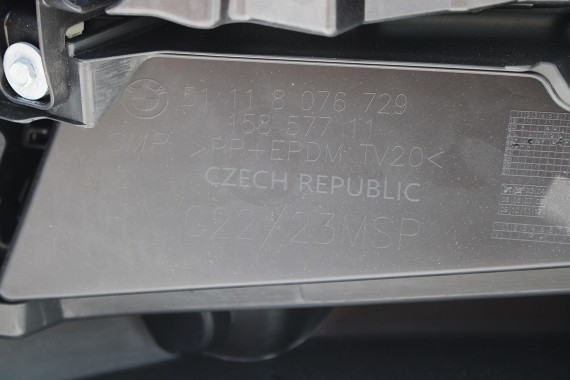 51 11 8 076 729
158 577 11
SMP >PP+EPDM TV20<
CZECH REPUBLIC
G22/23MSP